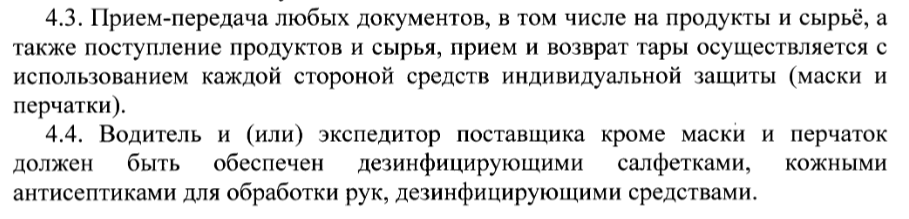 4.3. Прием-передача любых документов, в том числе на продукты и сырьё, а
также поступление продуктов и сырья, прием и возврат тары осуществляется с
использованием каждой стороной средств индивидуальной защиты (маски и
перчатки).
4.4. Водитель и (или) экспедитор поставщика кроме маски и перчаток
должен быть обеспечен дезинфицирующими салфетками, кожными
антисептиками для обработки рук, дезинфицирующими средствами.